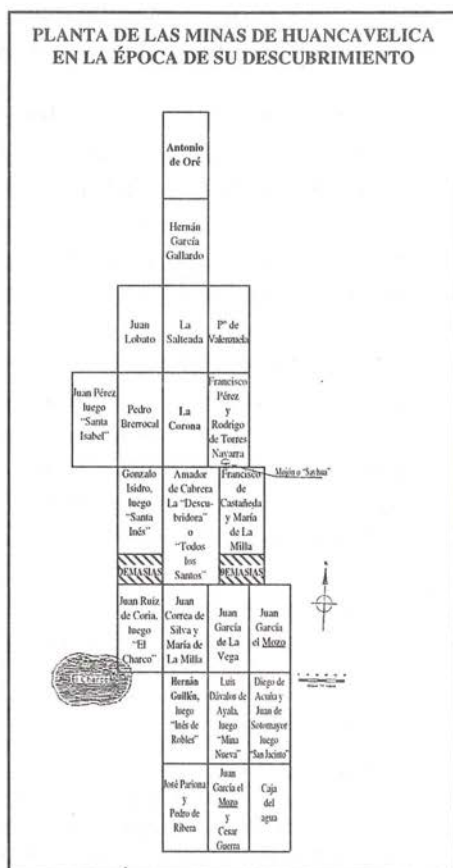 PLANTA DE LAS MINAS DE HUANCAVELICA
EN LA ÉPOCA DE SU DESCUBRIMIENTO
Antonio
de Oré
Hernán
García
Gallardo
Juan
Lobato
La
Salteada
Pº de
Valenzuela
Juan Pérez
luego
"Santa
Isabel"
Pedro
Brerrocal
La
Corona
Francisco
Pérez
y
Rodrigo
de Torres
Navarra
Mojón o "Sayhua"
Gonzalo
Isidro,
luego
"Santa
Inés"
Amador
de Cabrera
La "Descu-
bridora"
o
"Todos
los
Santos"
Francisco
de
Castañeda
y María de
La Milla
DEMASIAS
DEMASIAS
Juan Ruiz
de Coria,
luego
"El
Charco"
Juan
Correa de
Silva y
María de
La Milla
Juan
García
de La
Vega
Juan
García
el Mozo
El Charco
Hernán
Guillén,
luego
"Inés de
Robles"
Luis
Dávalos de
Ayala,
luego
"Mina
Nueva"
Diego de
Acuña y
Juan de
Sotomayor
luego
"San Jacinto"
José Pariona
y
Pedro de
Ribera
Juan
García el
Mozo
y
Cesar
Guerra
Caja
del
agua